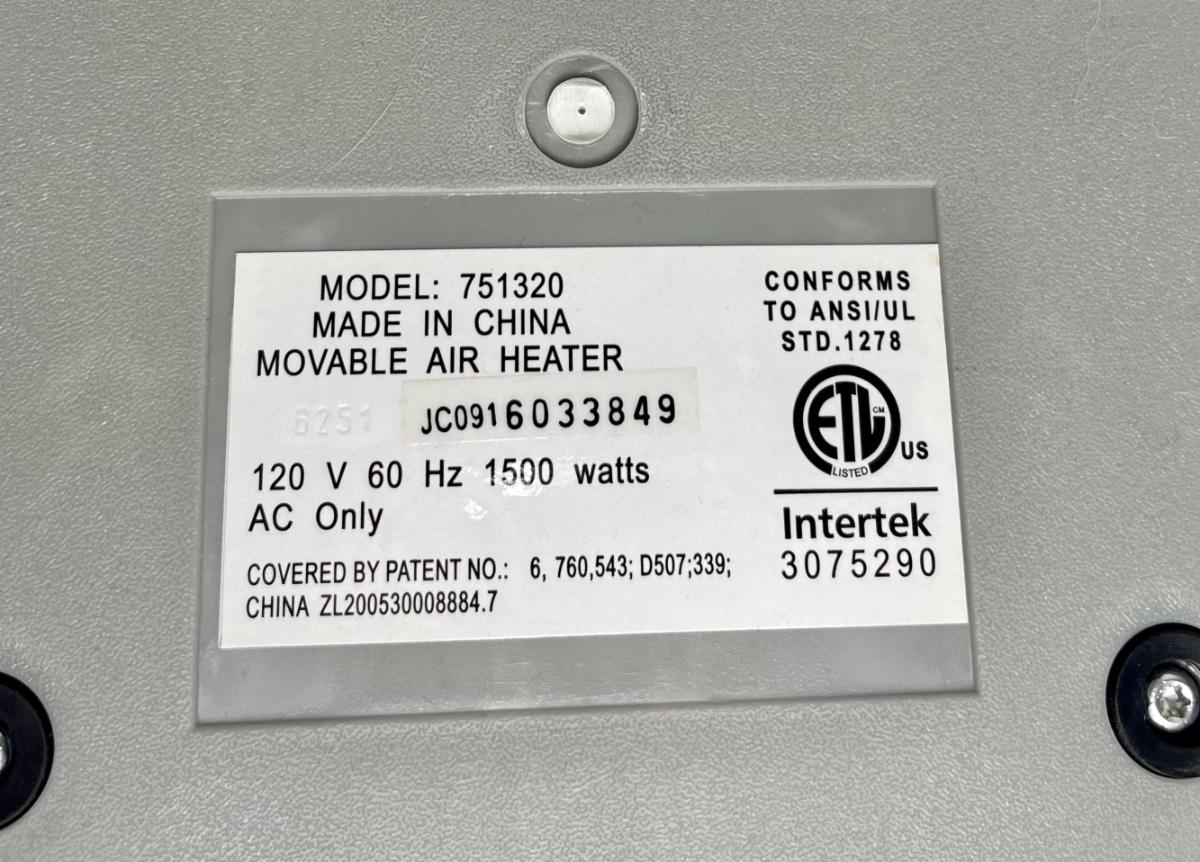 MODEL: 751320
MADE IN CHINA
MOVABLE AIR HEATER
6251 JC0916033849
120 V 60 Hz 1500 watts
AC Only
COVERED BY PATENT NO.: 6, 760,543; D507;339;
CHINA ZL200530008884.7
CONFORMS
TO ANSI/UL
STD.1278
ETL CM
LISTED
US
Intertek
3075290